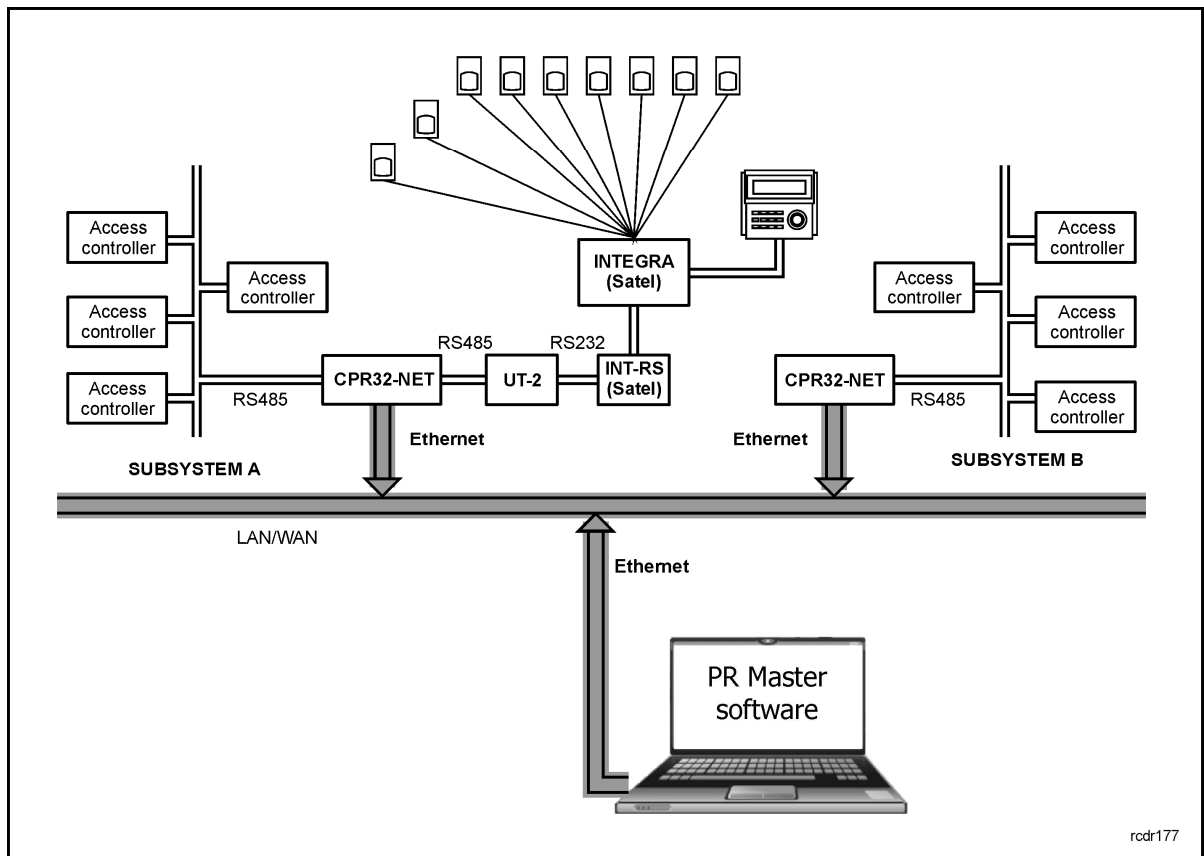 Access
controller
Access
controller
Access
controller
Access
controller
RS485
SUBSYSTEM A
CPR32-NET
RS485
UT-2
RS232
INT-RS
(Satel)
INTEGRA
(Satel)
Ethernet
Access
controller
Access
controller
Access
controller
Access
controller
CPR32-NET
RS485
Ethernet
SUBSYSTEM B
LAN/WAN
Ethernet
PR Master
software
rcdr177